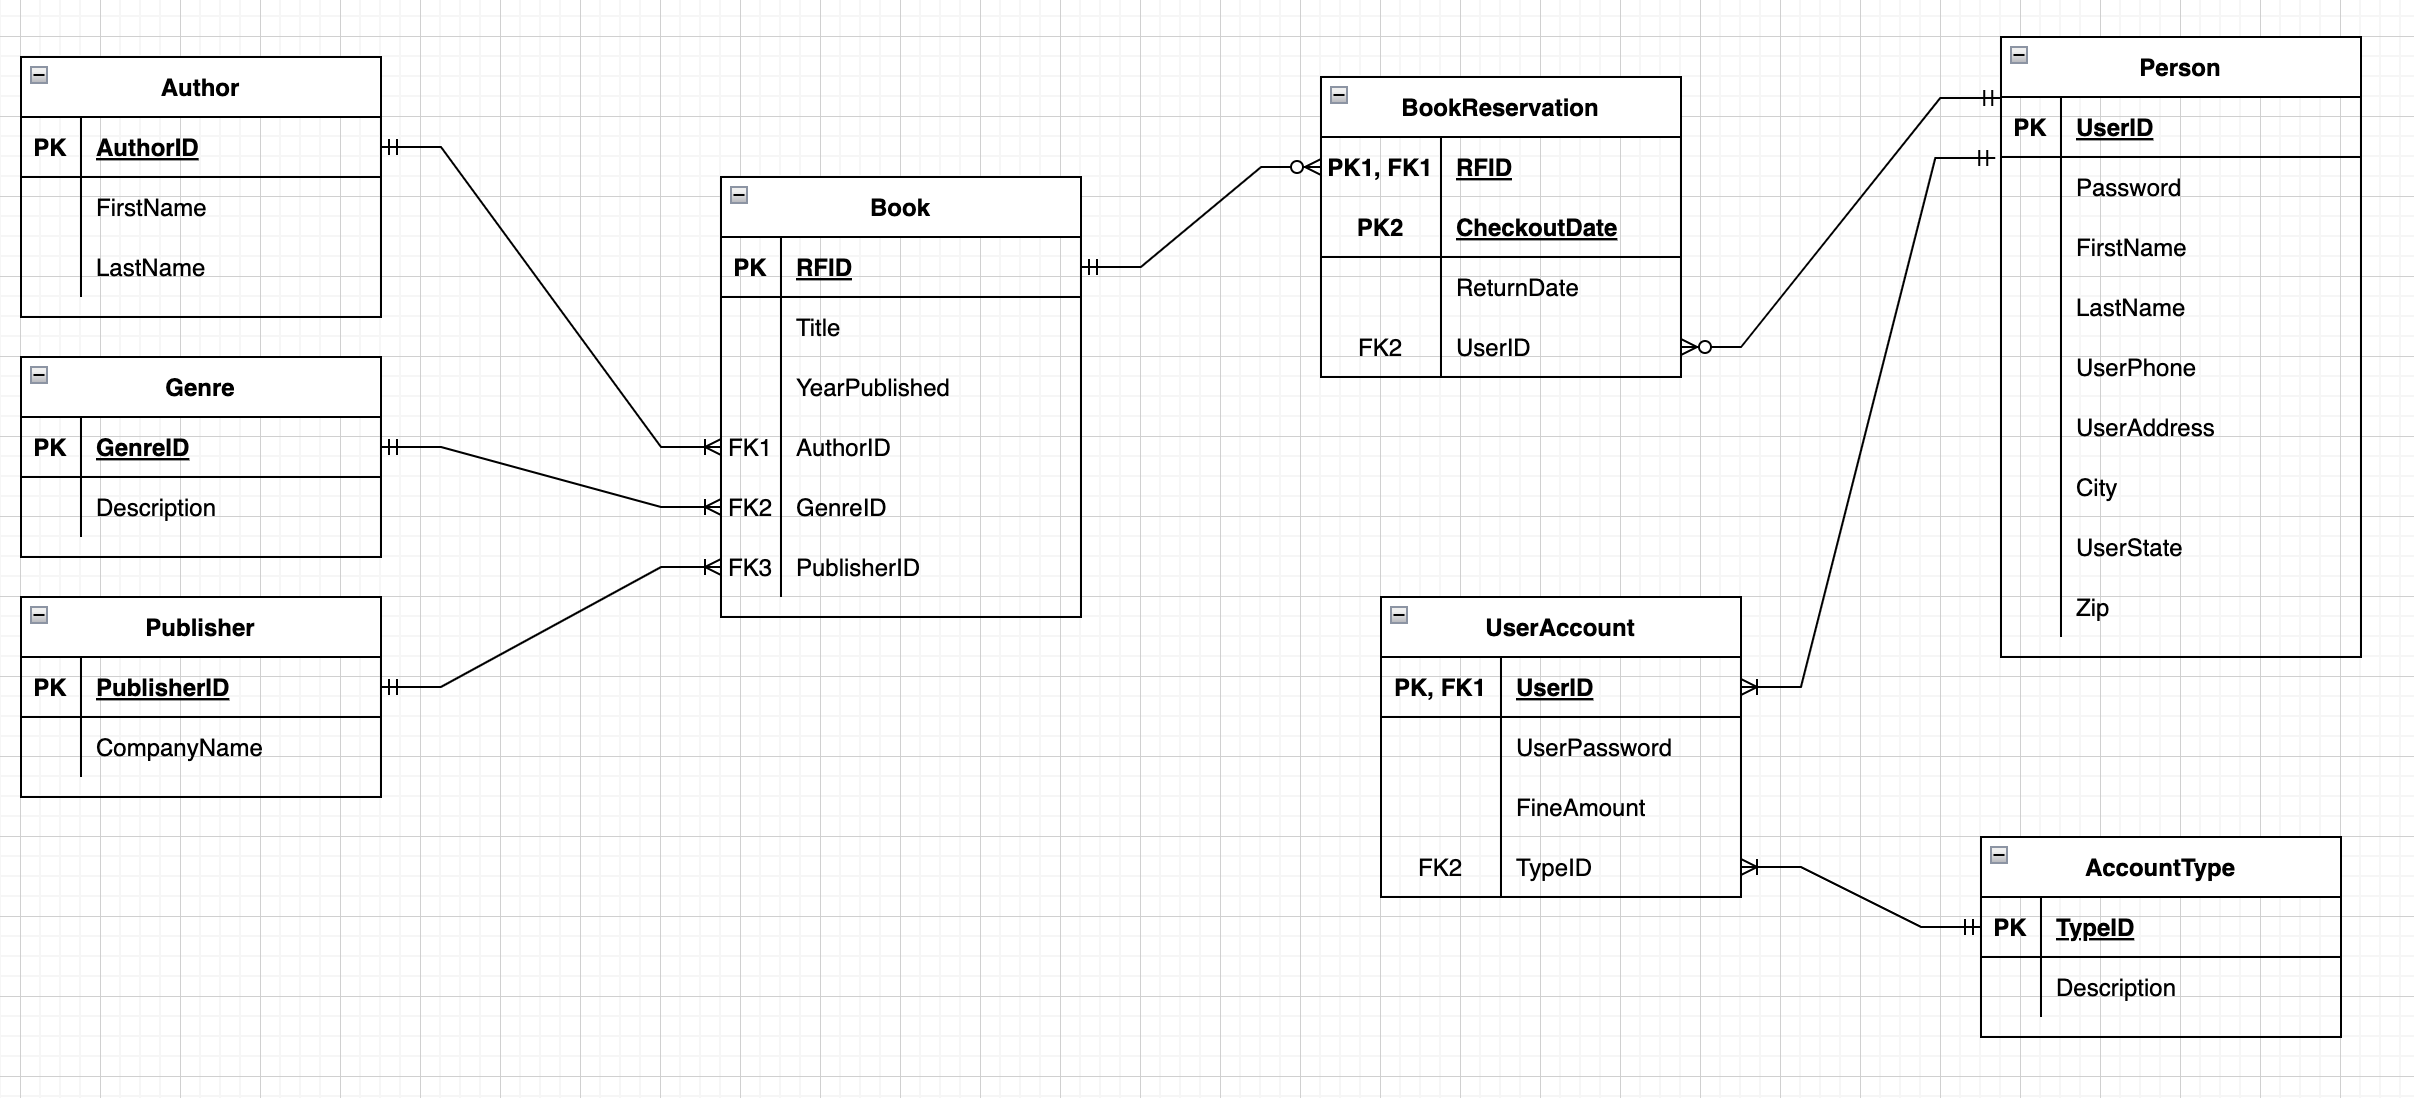 Author
PK AuthorID
FirstName
LastName
Genre
PK GenreID
Description
Publisher
PK PublisherID
CompanyName
Book
PK RFID
Title
YearPublished
FK1 AuthorID
FK2 GenreID
FK3 PublisherID
BookReservation
PK1, FK1 RFID
PK2 CheckoutDate
ReturnDate
FK2 UserID
UserAccount
PK, FK1 UserID
UserPassword
FineAmount
FK2 TypeID
Person
PK UserID
Password
FirstName
LastName
UserPhone
UserAddress
City
UserState
Zip
AccountType
PK TypeID
Description